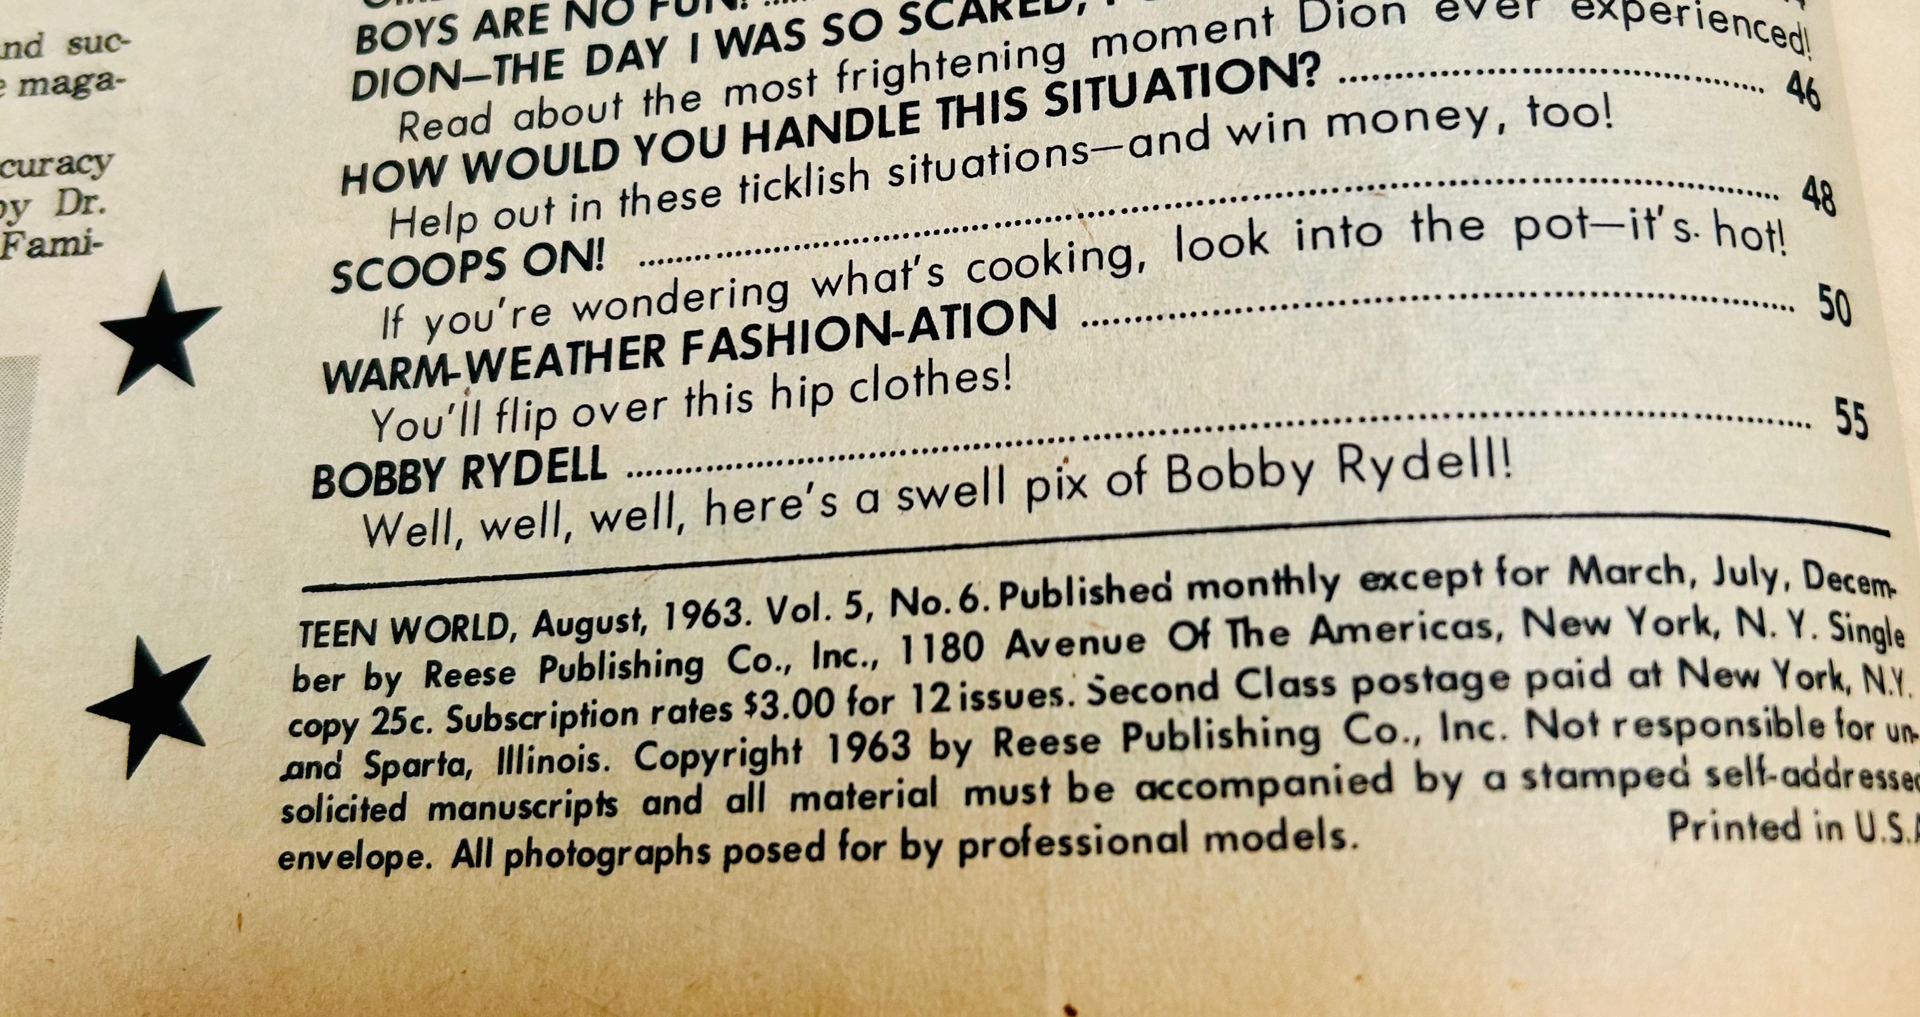 nd suc-
maga-
curacy
by Dr.
Fami-
BOYS ARE NO FUN!
DION—THE DAY I WAS SO SCARED,
Read about the most frightening moment Dion ever experienced!
HOW WOULD YOU HANDLE THIS SITUATION? 46
Help out in these ticklish situations—and win money, too!
SCOOPS ON! 48
If you're wondering what's cooking, look into the pot—it's hot!
WARM-WEATHER FASHION-ATION 50
You'll flip over this hip clothes!
BOBBY RYDELL 55
Well, well, well, here's a swell pix of Bobby Rydell!
TEEN WORLD, August, 1963. Vol. 5, No. 6. Published monthly except for March, July, Decem-
ber by Reese Publishing Co., Inc., 1180 Avenue Of The Americas, New York, N. Y. Single
copy 25c. Subscription rates $3.00 for 12 issues. Second Class postage paid at New York, N.Y.
and Sparta, Illinois. Copyright 1963 by Reese Publishing Co., Inc. Not responsible for un-
solicited manuscripts and all material must be accompanied by a stamped self-addressed
envelope. All photographs posed for by professional models.
Printed in U.S.A